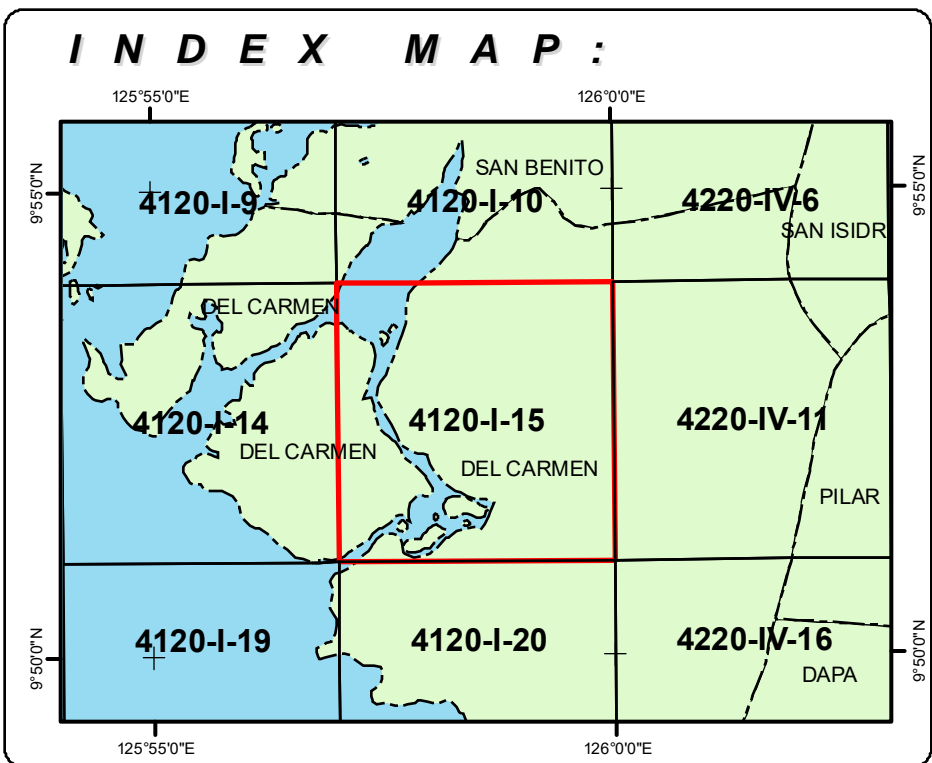 INDEX MAP:
125°55'0"E
126°0'0"E
9°55'0"N
9°55'0"N
SAN BENITO
4120-I-9
4120-I-10
4220-IV-6
SAN ISIDR
DEL CARMEN
4120-I-14
4120-I-15
4220-IV-11
DEL CARMEN
DEL CARMEN
PILAR
4120-I-19
4120-I-20
4220-IV-16
DAPA
9°50'0"N
9°50'0"N
125°55'0"E
126°0'0"E